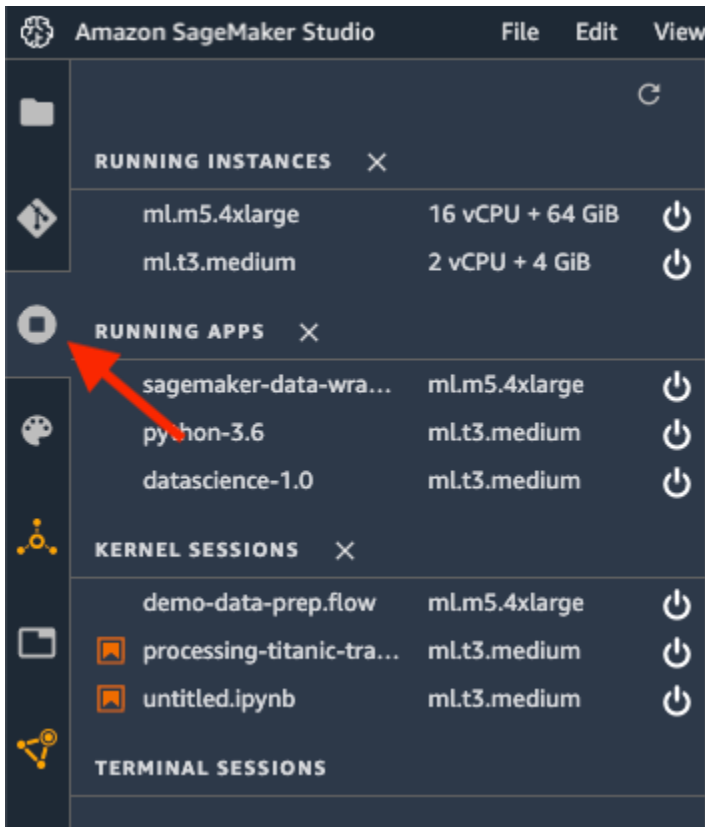 Amazon SageMaker Studio File Edit View
RUNNING INSTANCES
ml.m5.4xlarge 16 vCPU + 64 GiB
ml.t3.medium 2 vCPU + 4 GiB
RUNNING APPS
sagemaker-data-wra... ml.m5.4xlarge
python-3.6 ml.t3.medium
datascience-1.0 ml.t3.medium
KERNEL SESSIONS
demo-data-prep.flow ml.m5.4xlarge
processing-titanic-tra... ml.t3.medium
untitled.ipynb ml.t3.medium
TERMINAL SESSIONS